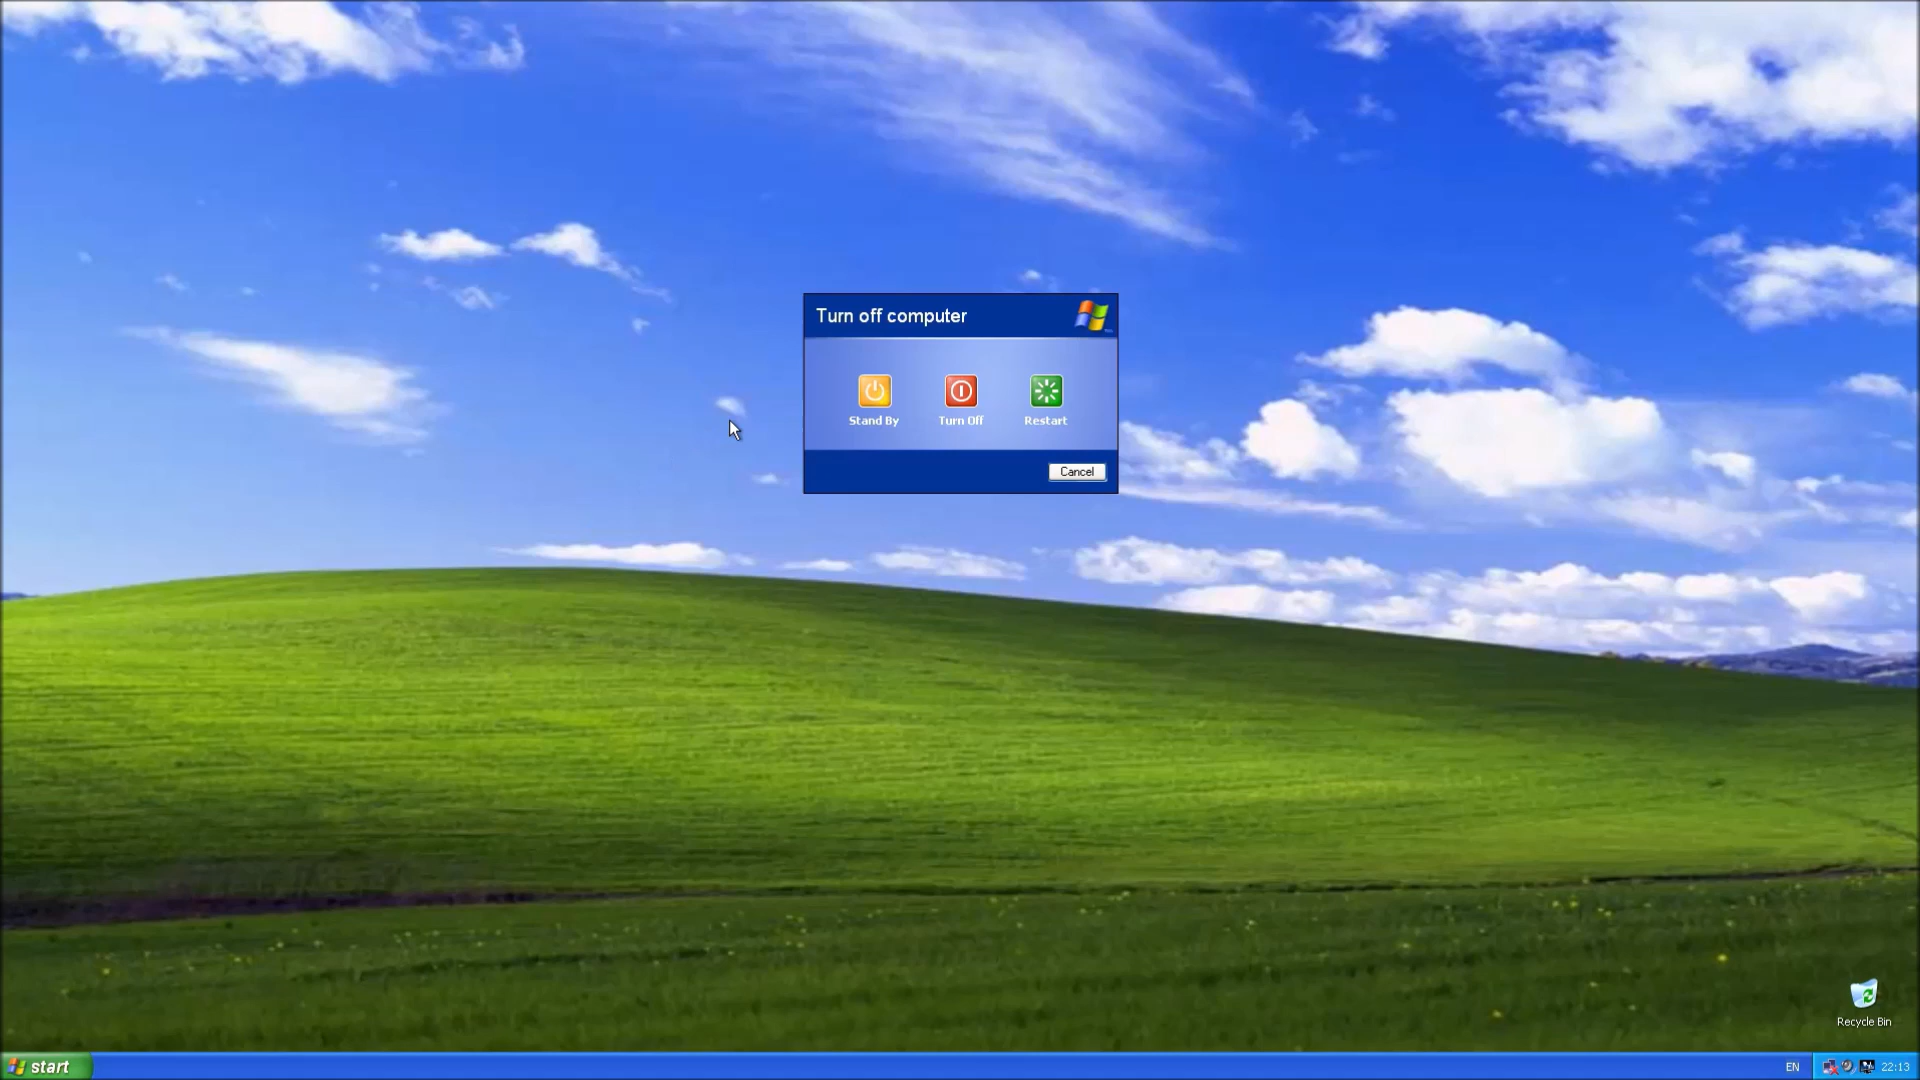 Turn off computer
Stand By
Turn Off
Restart
Cancel
Recycle Bin
start
EN
22:13